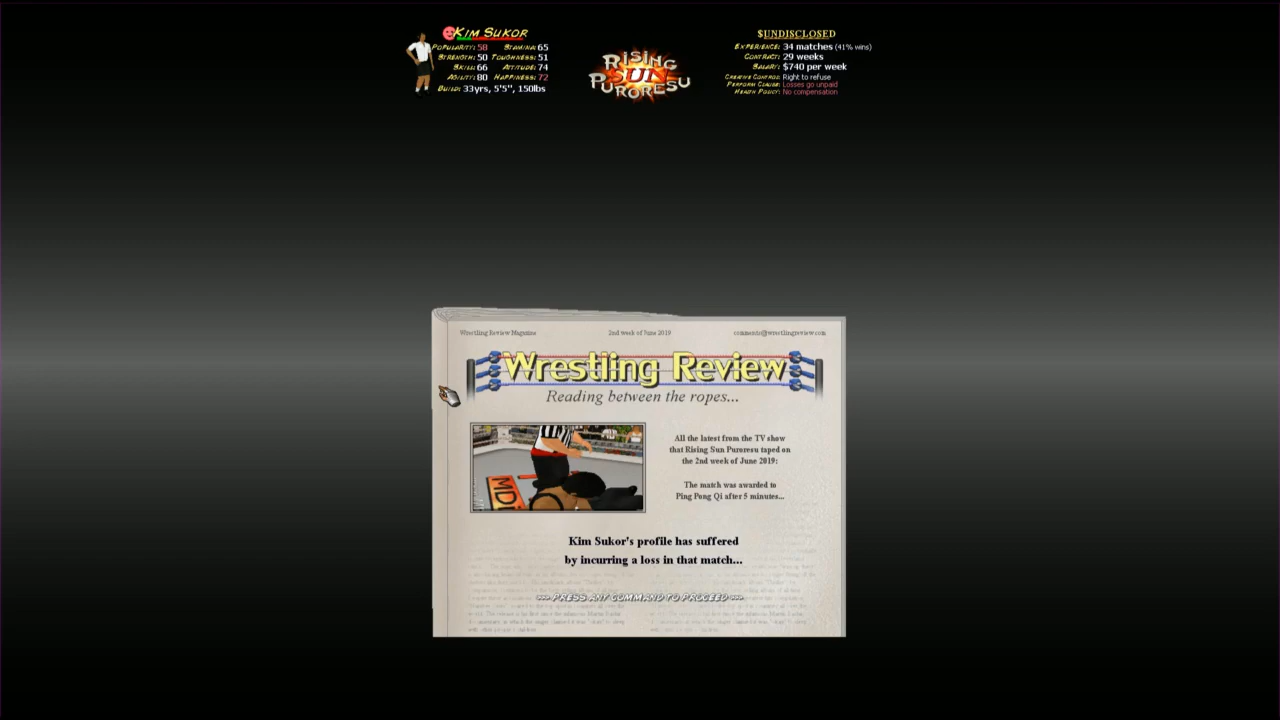 KIM SUKOR
POPULARITY: 58 STAMINA: 65
STRENGTH: 50 TOUGHNESS: 51
SKILL: 66 ATTITUDE: 74
AGILITY: 80 HAPPINESS: 72
BUILD: 33yrs, 5'5", 150lbs
RISING
SUN
PURORESU
$UNDISCLOSED
EXPERIENCE: 34 matches (41% wins)
CONTRACT: 29 weeks
SALARY: $740 per week
CREATIVE CONTROL: Right to refuse
PERFORM CLAUSE: Losses go unpaid
HEALTH POLICY: No compensation
Wrestling Review Magazine 2nd week of June 2019 comments@wrestlingreview.com
Wrestling Review
Reading between the ropes...
MDi
All the latest from the TV show
that Rising Sun Puroresu taped on
the 2nd week of June 2019:
The match was awarded to
Ping Pong Qi after 5 minutes...
Kim Sukor's profile has suffered
by incurring a loss in that match...
>>> PRESS ANY COMMAND TO PROCEED >>>